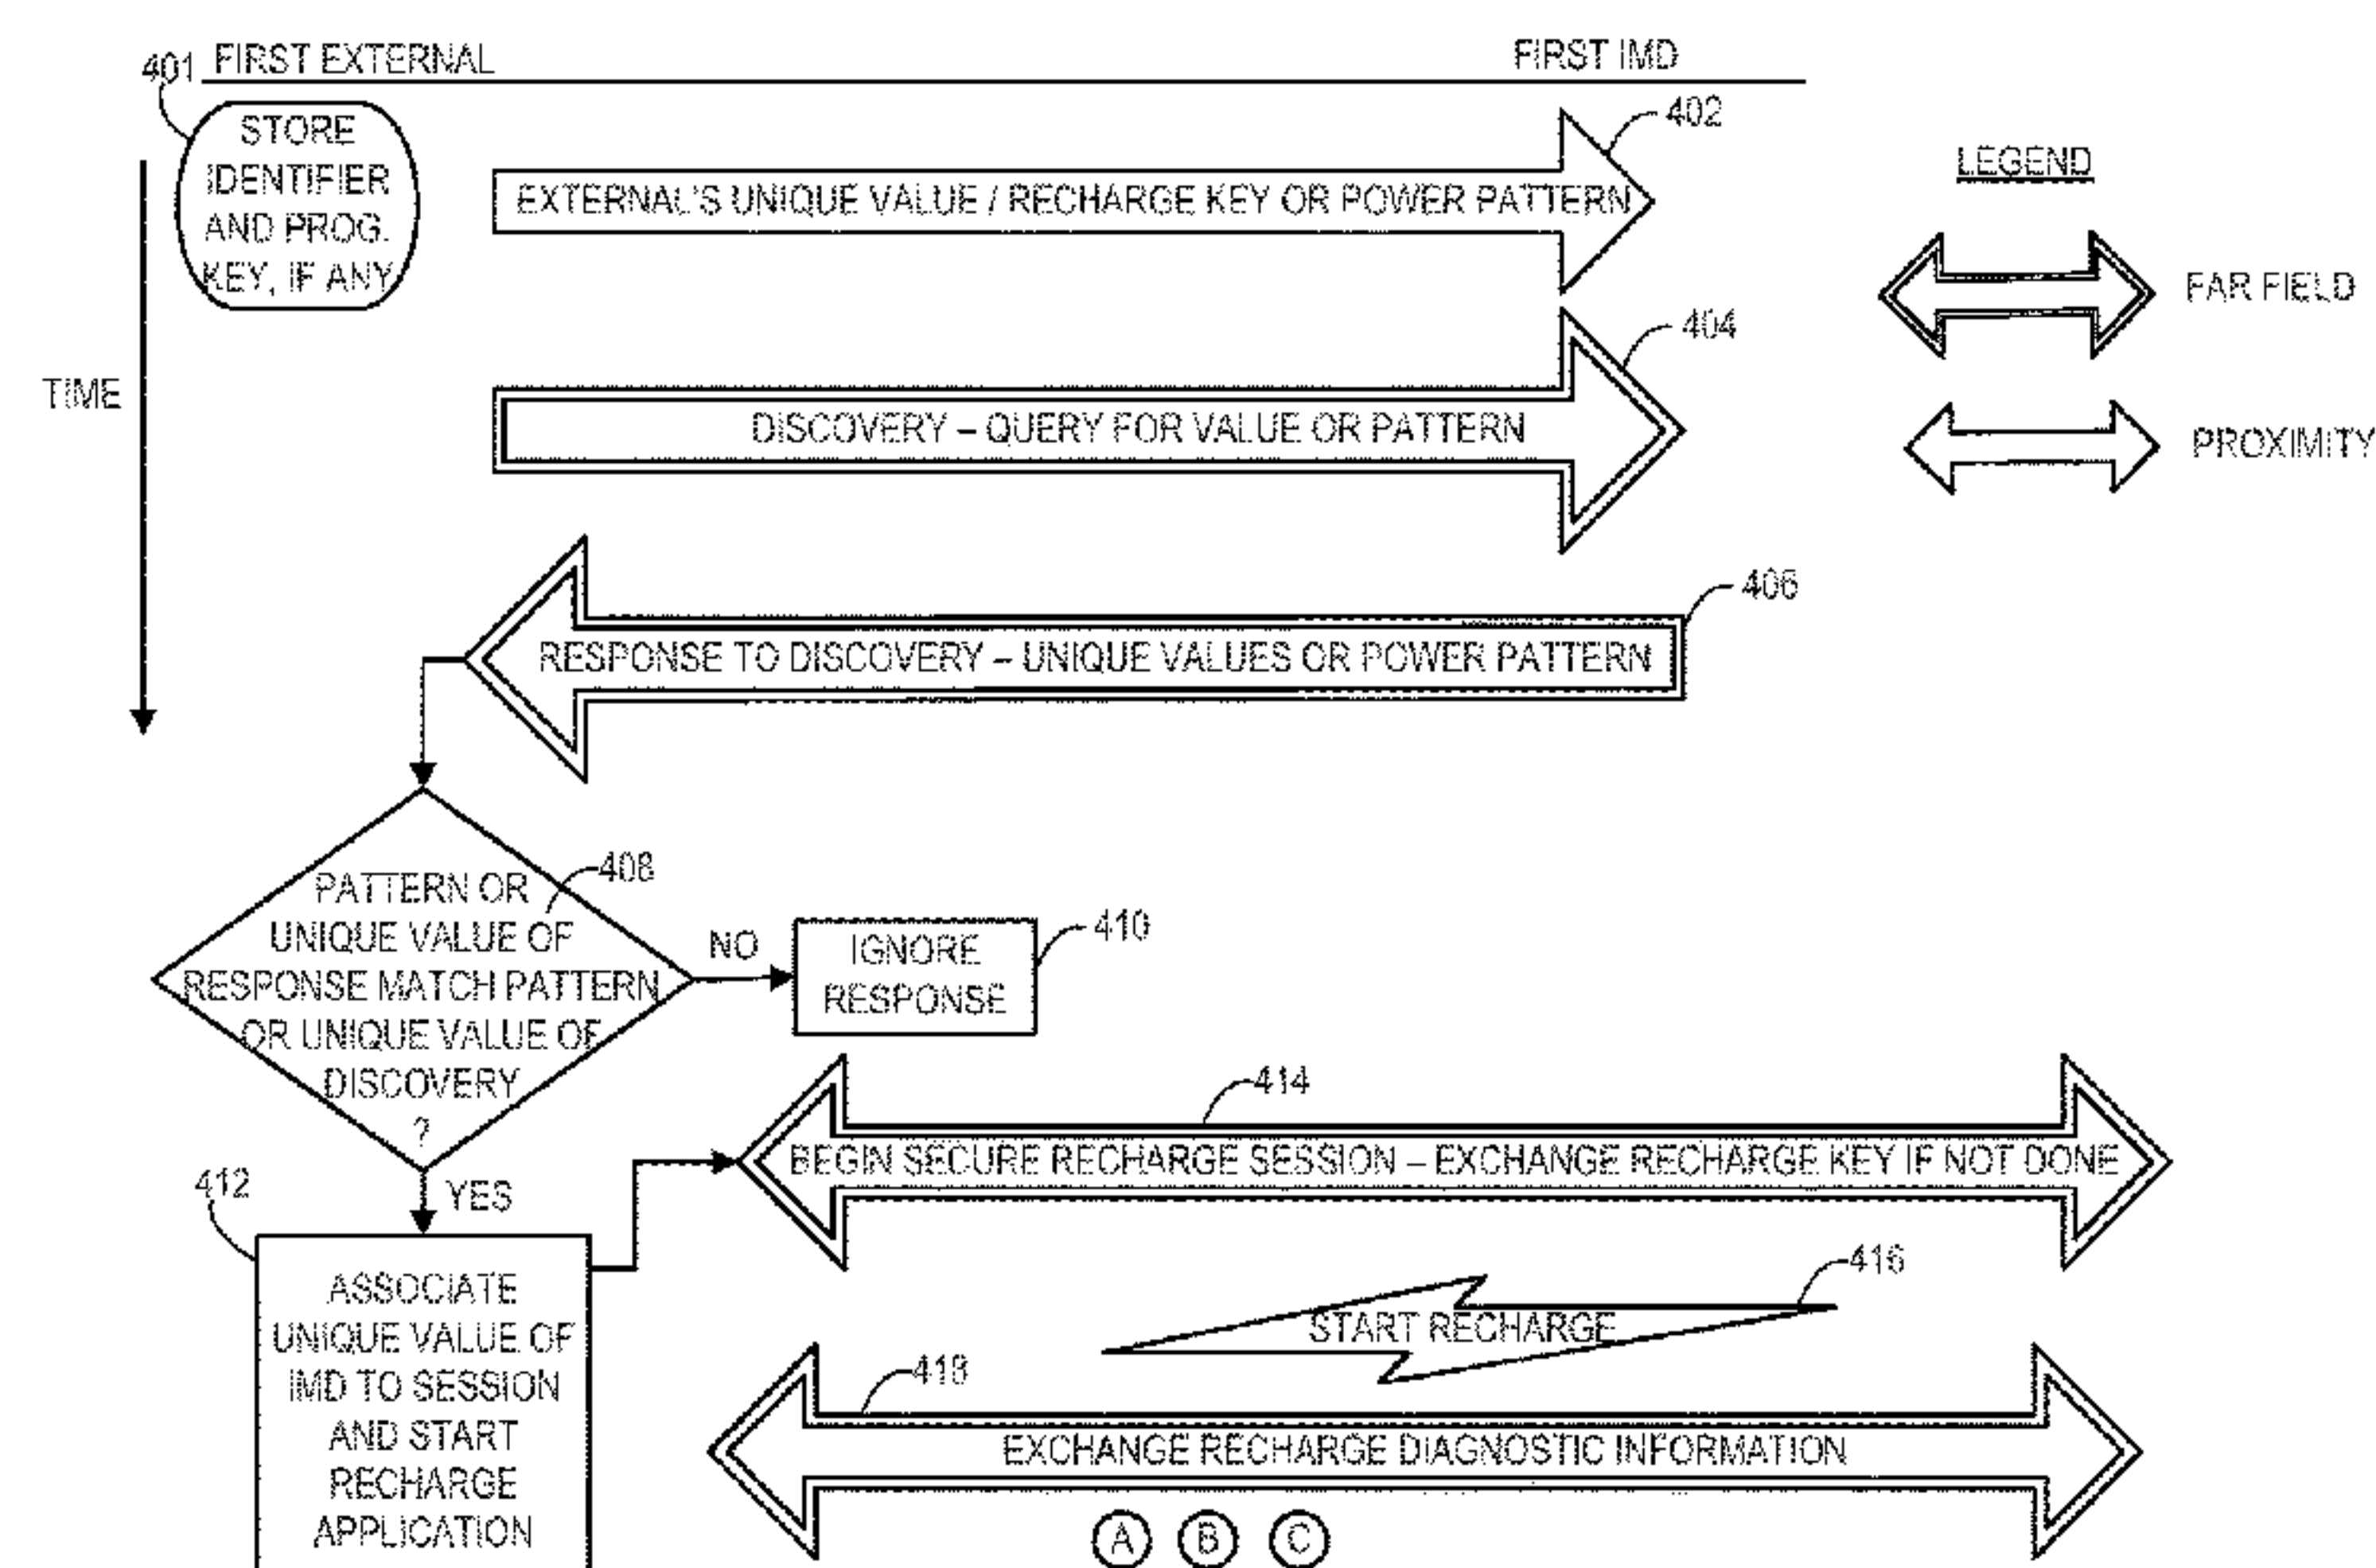 401 FIRST EXTERNAL
FIRST IMD
STORE
IDENTIFIER
AND PROG.
KEY, IF ANY
402
EXTERNAL'S UNIQUE VALUE / RECHARGE KEY OR POWER PATTERN
LEGEND
FAR FIELD
PROXIMITY
TIME
404
DISCOVERY – QUERY FOR VALUE OR PATTERN
406
RESPONSE TO DISCOVERY – UNIQUE VALUES OR POWER PATTERN
408
PATTERN OR
UNIQUE VALUE OF
RESPONSE MATCH PATTERN
OR UNIQUE VALUE OF
DISCOVERY
?
NO
410
IGNORE
RESPONSE
YES
412
ASSOCIATE
UNIQUE VALUE OF
IMD TO SESSION
AND START
RECHARGE
APPLICATION
414
BEGIN SECURE RECHARGE SESSION – EXCHANGE RECHARGE KEY IF NOT DONE
416
START RECHARGE
418
EXCHANGE RECHARGE DIAGNOSTIC INFORMATION
A B C